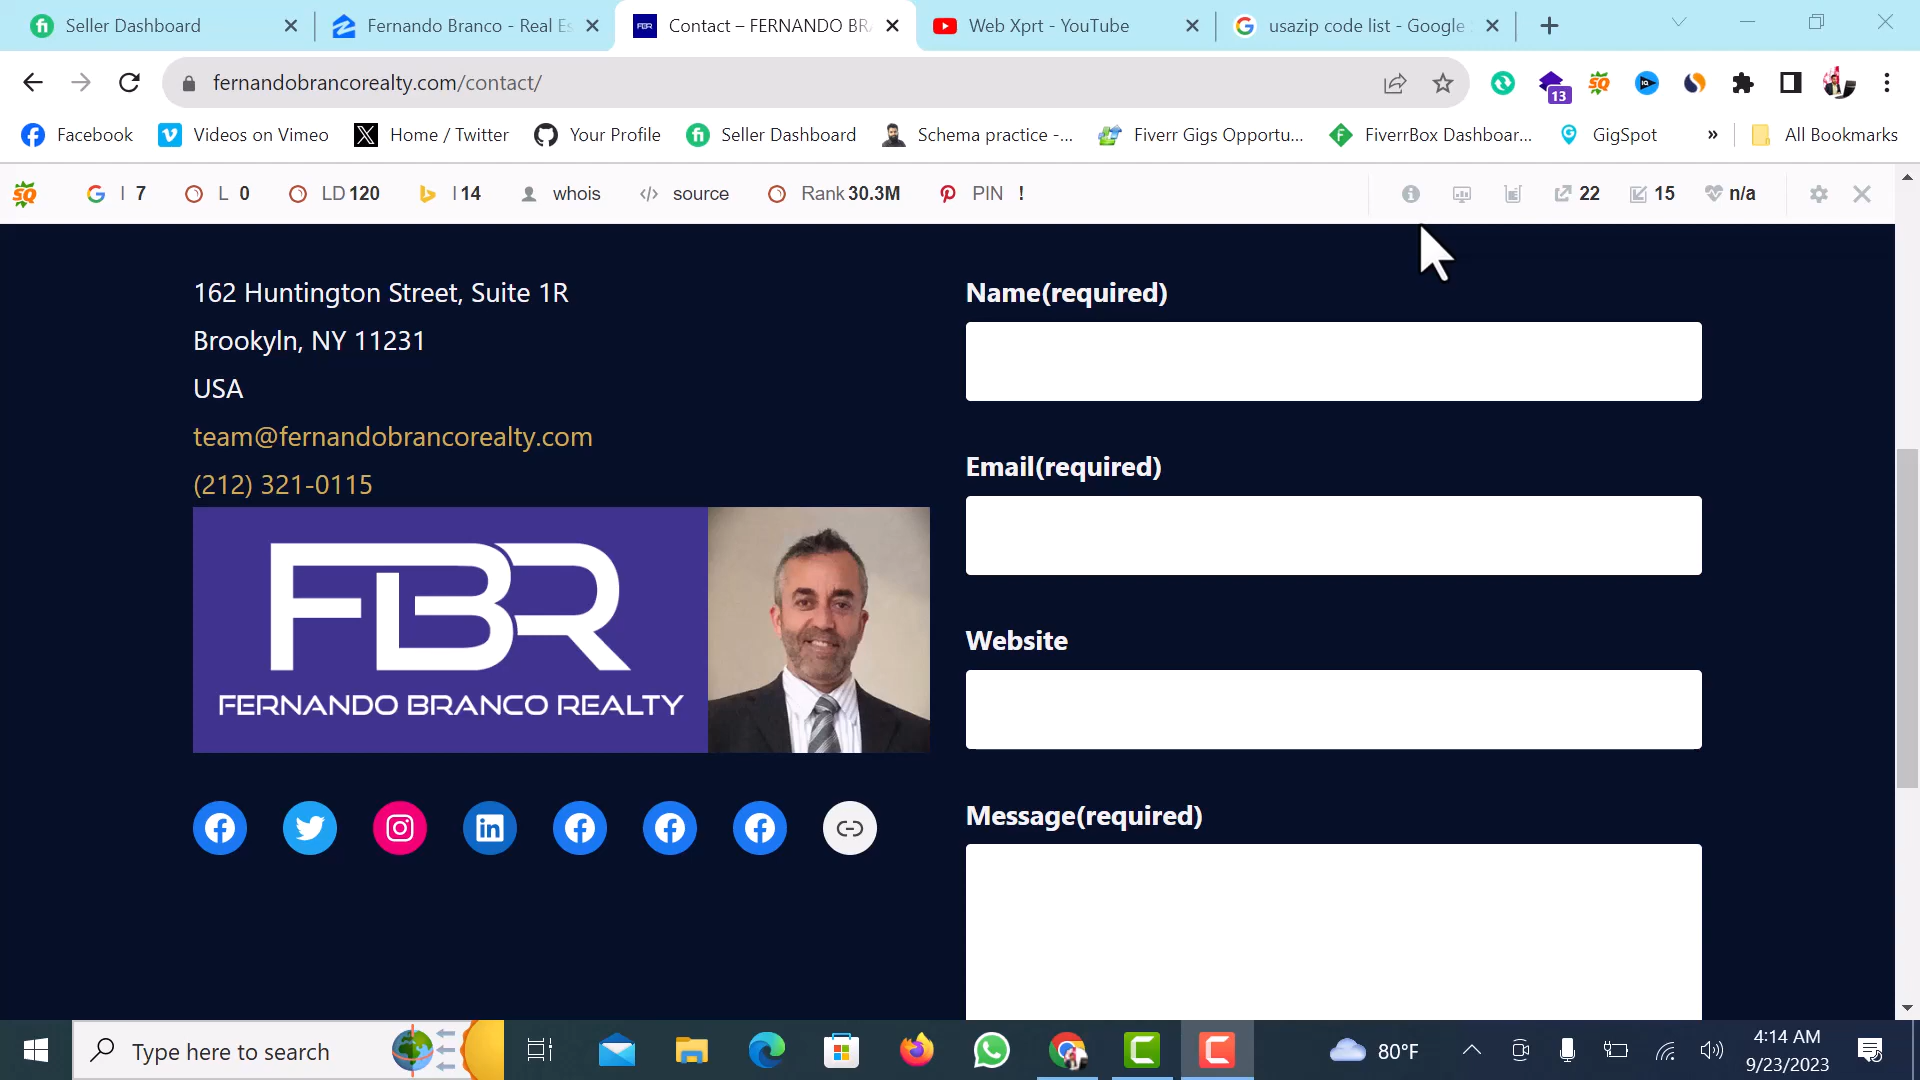 Seller Dashboard
Fernando Branco - Real Es
FBR
Contact – FERNANDO BRA
Web Xprt - YouTube
usazip code list - Google S
fernandobrancorealty.com/contact/
13
Facebook
Videos on Vimeo
Home / Twitter
Your Profile
Seller Dashboard
Schema practice -...
Fiverr Gigs Opportu...
FiverrBox Dashboar...
GigSpot
»
All Bookmarks
I 7
L 0
LD 120
I 14
whois
source
Rank 30.3M
PIN !
22
15
n/a
162 Huntington Street, Suite 1R
Brookyln, NY 11231
USA
team@fernandobrancorealty.com
(212) 321-0115
FBR
FERNANDO BRANCO REALTY
Name(required)
Email(required)
Website
Message(required)
Type here to search
80°F
4:14 AM
9/23/2023